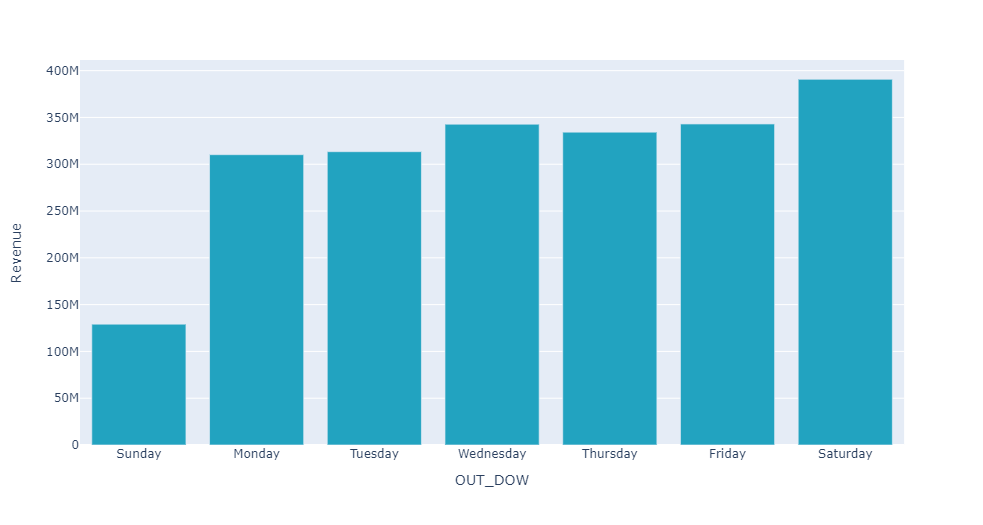 400M
350M
300M
250M
200M
150M
100M
50M
0
Revenue
Sunday Monday Tuesday Wednesday Thursday Friday Saturday
OUT_DOW